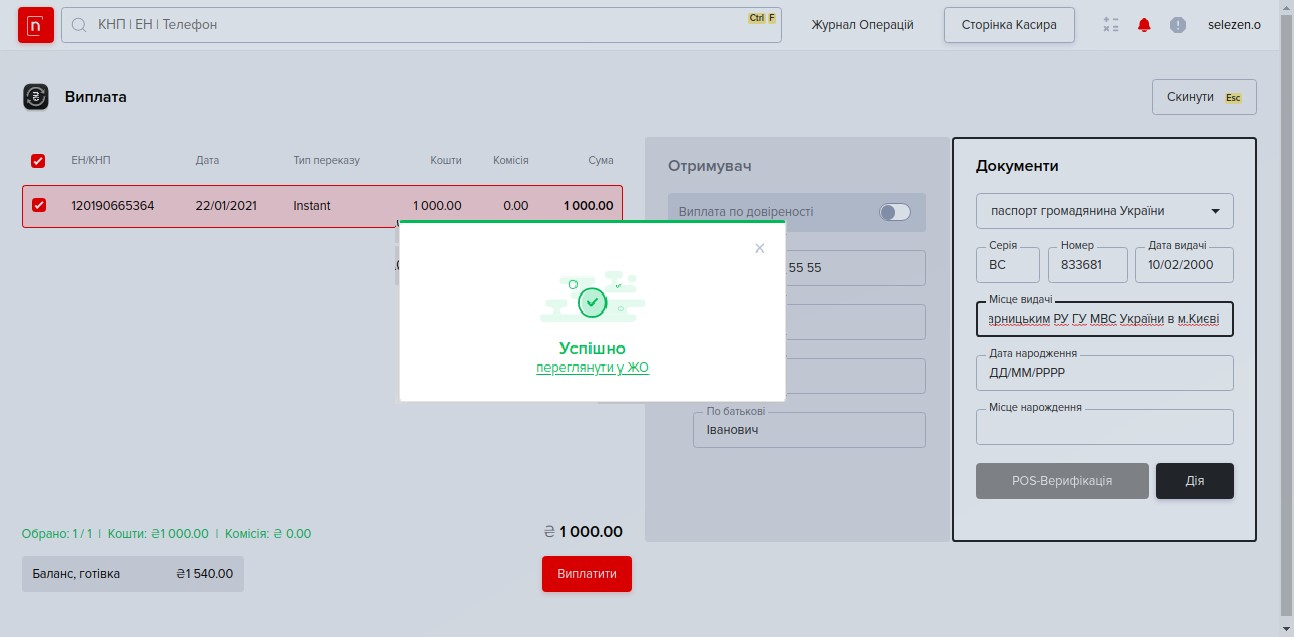 n
КНП | ЕН | Телефон
Ctrl F
Журнал Операцій
Сторінка Касира
selezen.o
Виплата
Скинути Esc
ЕН/КНП Дата Тип переказу Кошти Комісія Сума
120190665364 22/01/2021 Instant 1 000.00 0.00 1 000.00
Отримувач
Виплата по довіреності
55 55
По батькові
Іванович
Успішно
переглянути у ЖО
Документи
паспорт громадянина України
Серія Номер Дата видачі
ВС 833681 10/02/2000
Місце видачі
арницьким РУ ГУ МВС України в м.Києві
Дата народження
ДД/ММ/РРРР
Місце нарождення
POS-Верифікація Дія
Обрано: 1 / 1 | Кошти: ₴1 000.00 | Комісія: ₴ 0.00
₴ 1 000.00
Баланс, готівка ₴1 540.00
Виплатити